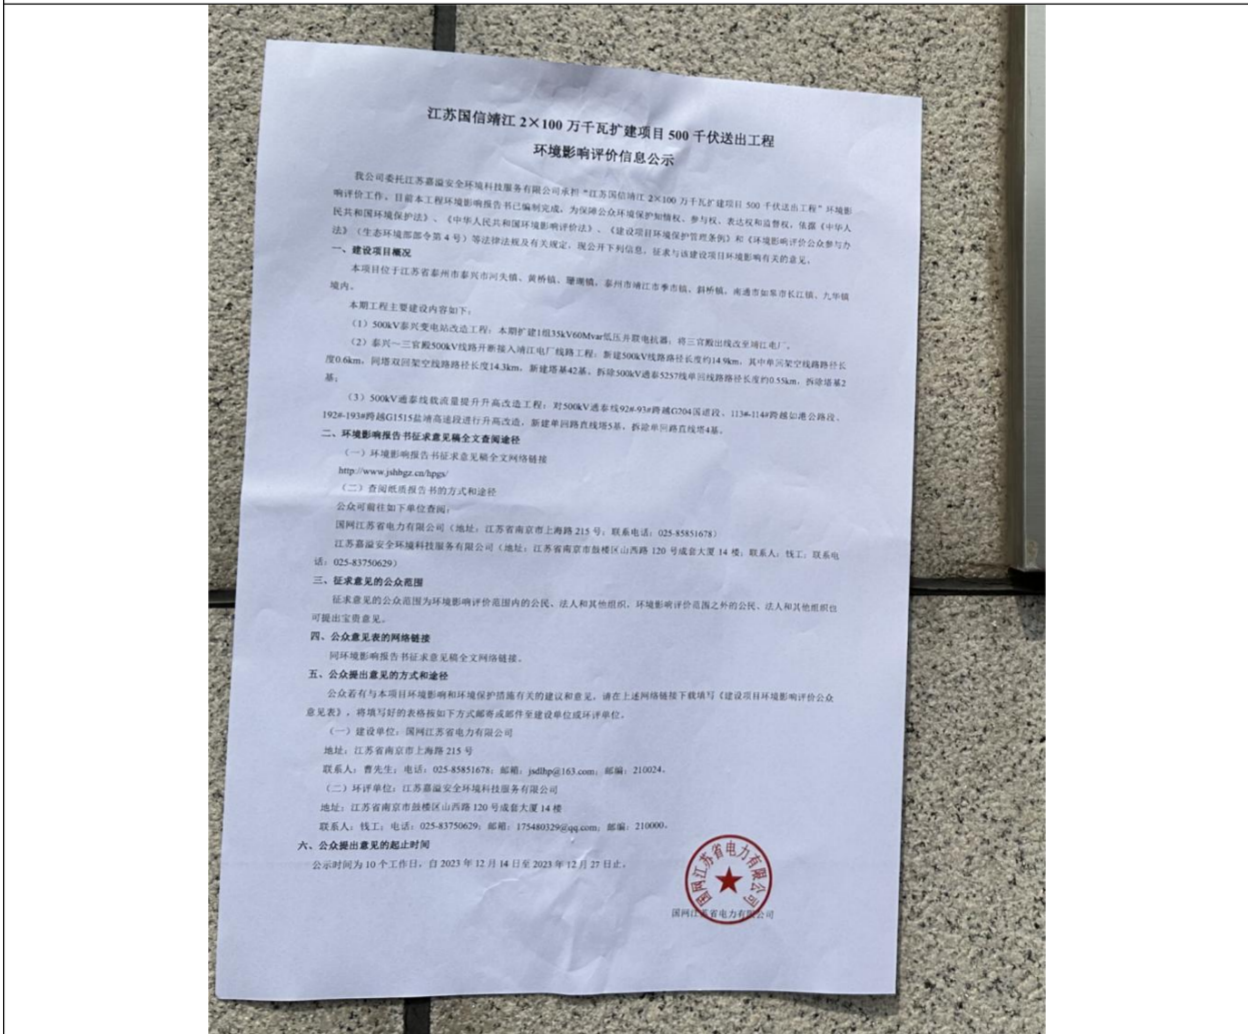 江苏国信靖江 2×100 万千瓦扩建项目 500 千伏送出工程
环境影响评价信息公示
我公司委托江苏嘉溢安全环境科技服务有限公司承担“江苏国信靖江 2×100 万千瓦扩建项目 500 千伏送出工程”环境影
响评价工作。目前本工程环境影响报告书已编制完成，为保障公众环境保护知情权、参与权、表达权和监督权，依据《中华人
民共和国环境保护法》、《中华人民共和国环境影响评价法》、《建设项目环境保护管理条例》和《环境影响评价公众参与办
法》（生态环境部部令第 4 号）等法律法规及有关规定，现公开下列信息，征求与该建设项目环境影响有关的意见。
一、建设项目概况
本项目位于江苏省泰州市泰兴市河失镇、黄桥镇、珊瑚镇，泰州市靖江市季市镇、斜桥镇，南通市如皋市长江镇、九华镇
境内。
本期工程主要建设内容如下：
（1）500kV泰兴变电站改造工程：本期扩建1组35kV60Mvar低压并联电抗器，将三官殿出线改至靖江电厂。
（2）泰兴～三官殿500kV线路开断接入靖江电厂线路工程：新建500kV线路路径长度约14.9km，其中单回架空线路路径长
度0.6km，同塔双回架空线路路径长度14.3km，新建塔基42基。拆除500kV通泰5257线单回线路路径长度约0.55km，拆除塔基2
基；
（3）500kV通泰线载流量提升升高改造工程：对500kV通泰线92#-93#跨越G204国道段、113#-114#跨越如港公路段、
192#-193#跨越G1515盐靖高速段进行升高改造，新建单回路直线塔5基，拆除单回路直线塔4基。
二、环境影响报告书征求意见稿全文查阅途径
（一）环境影响报告书征求意见稿全文网络链接
http://www.jshbgz.cn/hpgs/
（二）查阅纸质报告书的方式和途径
公众可前往如下单位查阅：
国网江苏省电力有限公司（地址：江苏省南京市上海路 215 号；联系电话：025-85851678）
江苏嘉溢安全环境科技服务有限公司（地址：江苏省南京市鼓楼区山西路 120 号成套大厦 14 楼；联系人：钱工；联系电
话：025-83750629）
三、征求意见的公众范围
征求意见的公众范围为环境影响评价范围内的公民、法人和其他组织，环境影响评价范围之外的公民、法人和其他组织也
可提出宝贵意见。
四、公众意见表的网络链接
同环境影响报告书征求意见稿全文网络链接。
五、公众提出意见的方式和途径
公众若有与本项目环境影响和环境保护措施有关的建议和意见，请在上述网络链接下载填写《建设项目环境影响评价公众
意见表》，将填写好的表格按如下方式邮寄或邮件至建设单位或环评单位。
（一）建设单位：国网江苏省电力有限公司
地址：江苏省南京市上海路 215 号
联系人：曹先生；电话：025-85851678；邮箱：jsdlhp@163.com；邮编：210024。
（二）环评单位：江苏嘉溢安全环境科技服务有限公司
地址：江苏省南京市鼓楼区山西路 120 号成套大厦 14 楼
联系人：钱工；电话：025-83750629；邮箱：175480329@qq.com；邮编：210000。
六、公众提出意见的起止时间
公示时间为 10 个工作日，自 2023 年 12 月 14 日至 2023 年 12 月 27 日止。
国网江苏省电力有限公司
国网江苏省电力有限公司